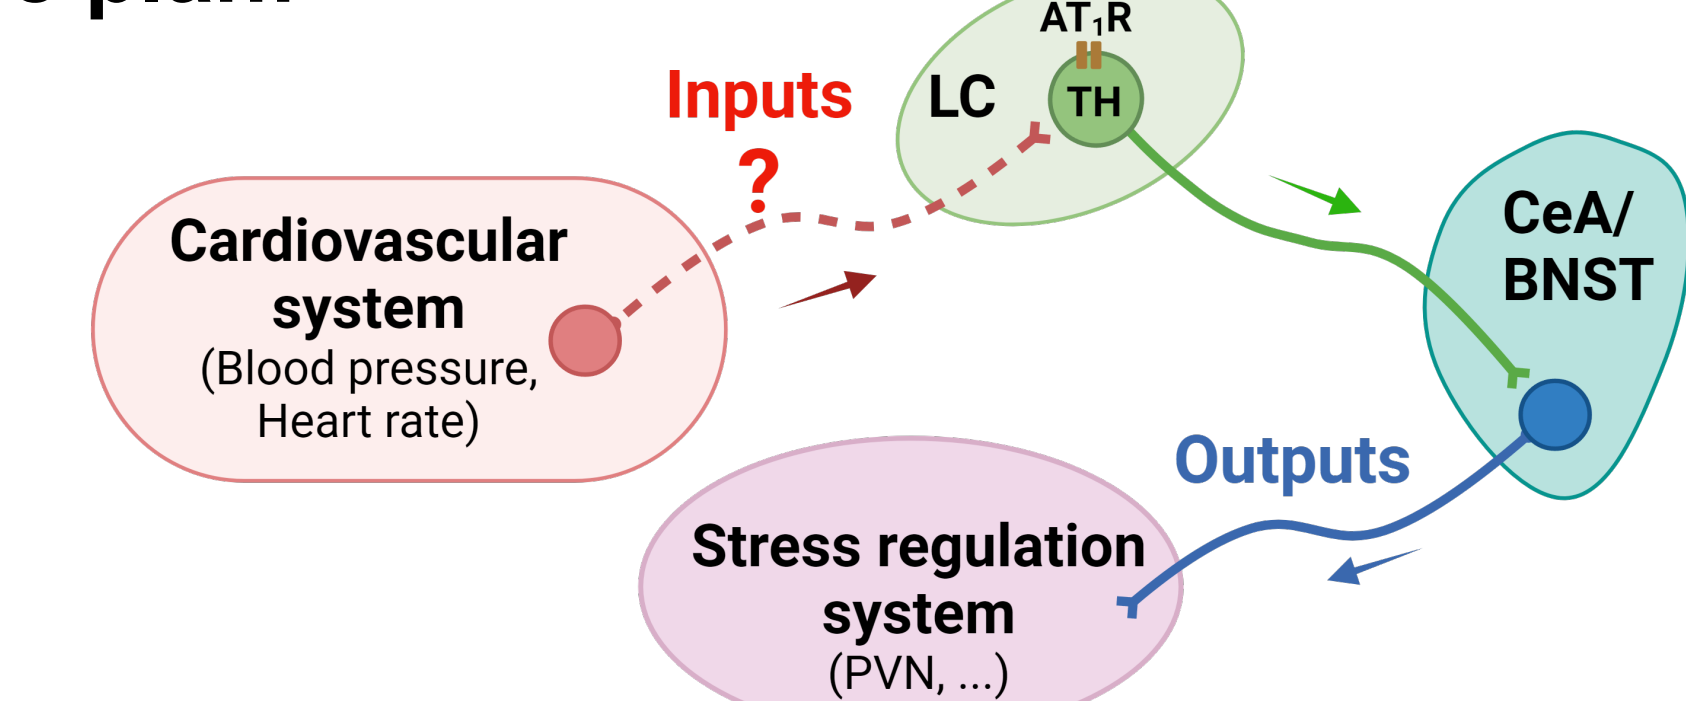 AT₁R
Inputs
LC
TH
?
Cardiovascular
system
(Blood pressure,
Heart rate)
CeA/
BNST
Outputs
Stress regulation
system
(PVN, ...)